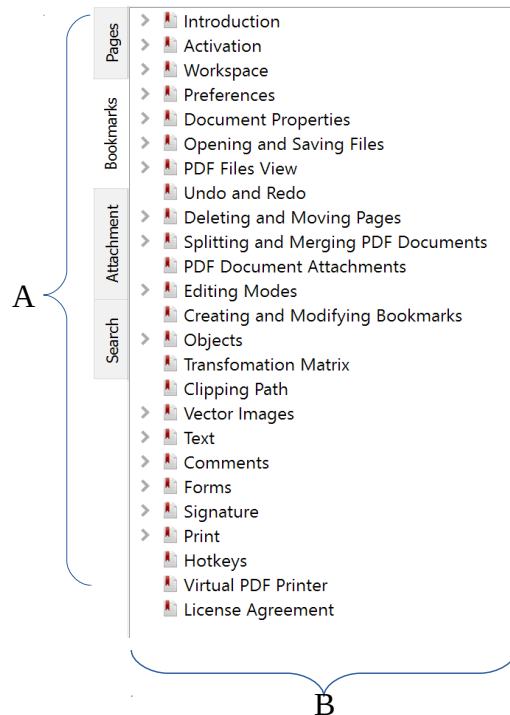 Pages
Bookmarks
Attachment
Search
A
Introduction
Activation
Workspace
Preferences
Document Properties
Opening and Saving Files
PDF Files View
Undo and Redo
Deleting and Moving Pages
Splitting and Merging PDF Documents
PDF Document Attachments
Editing Modes
Creating and Modifying Bookmarks
Objects
Transfomation Matrix
Clipping Path
Vector Images
Text
Comments
Forms
Signature
Print
Hotkeys
Virtual PDF Printer
License Agreement
B